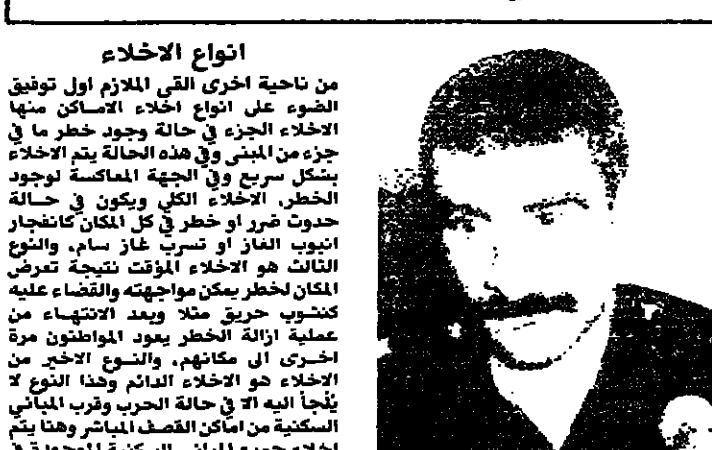 انواع الاخلاء
من ناحية اخرى القى الملازم اول توفيق
الضوء على انواع اخلاء الاماكن منها
الاخلاء الجزء في حالة وجود خطر ما في
جزء من المبنى وفي هذه الحالة يتم الاخلاء
بشكل سريع وفي الجهة المعاكسة لوجود
الخطر، الاخلاء الكلي ويكون في حالة
حدوث ضرر او خطر في كل المكان كانفجار
انبوب الغاز او تسرب غاز سام، والنوع
الثالث هو الاخلاء المؤقت نتيجة تعرض
المكان لخطر يمكن مواجهته والقضاء عليه
كنشوب حريق مثلا وبعد الانتهاء من
عملية ازالة الخطر يعود المواطنون مرة
اخرى الى مكانهم، والنوع الاخير من
الاخلاء هو الاخلاء الدائم وهذا النوع لا
يُلجأ اليه الا في حالة الحرب وقرب المباني
السكنية من اماكن القصف المباشر وهنا يتم